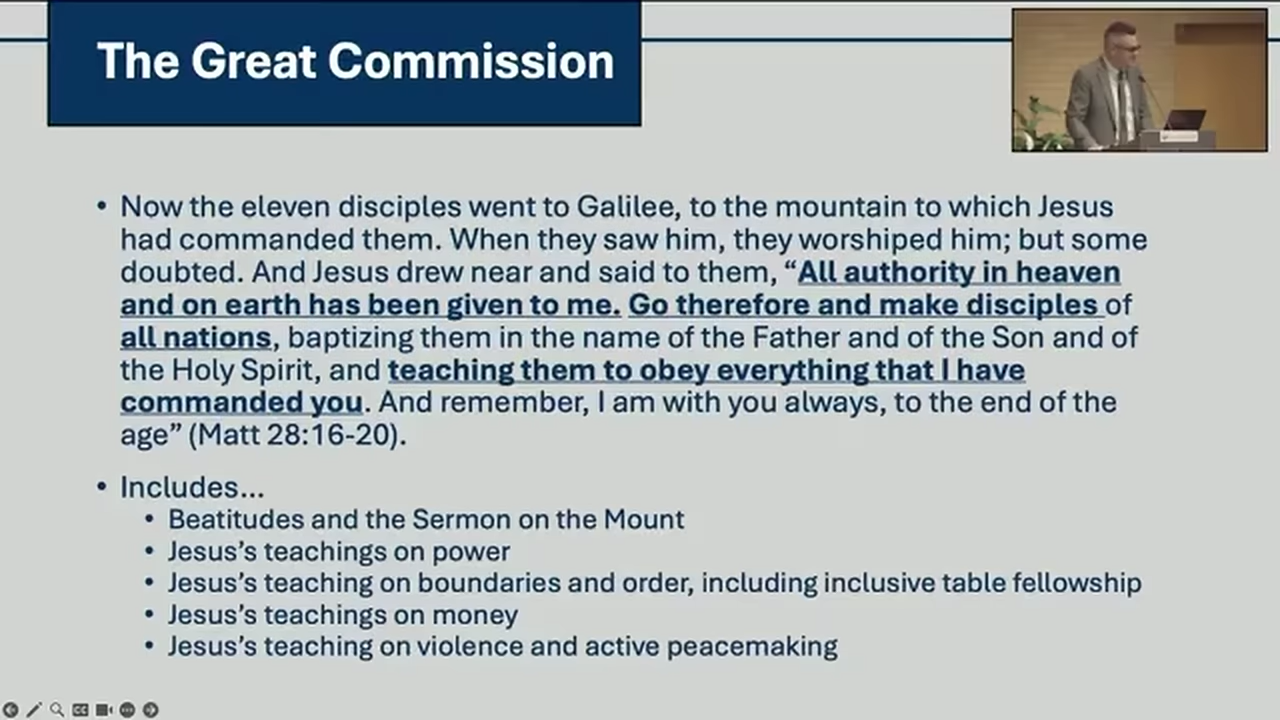 The Great Commission
• Now the eleven disciples went to Galilee, to the mountain to which Jesus
had commanded them. When they saw him, they worshiped him; but some
doubted. And Jesus drew near and said to them, “All authority in heaven
and on earth has been given to me. Go therefore and make disciples of
all nations, baptizing them in the name of the Father and of the Son and of
the Holy Spirit, and teaching them to obey everything that I have
commanded you. And remember, I am with you always, to the end of the
age” (Matt 28:16-20).
• Includes...
• Beatitudes and the Sermon on the Mount
• Jesus’s teachings on power
• Jesus’s teaching on boundaries and order, including inclusive table fellowship
• Jesus’s teachings on money
• Jesus’s teaching on violence and active peacemaking